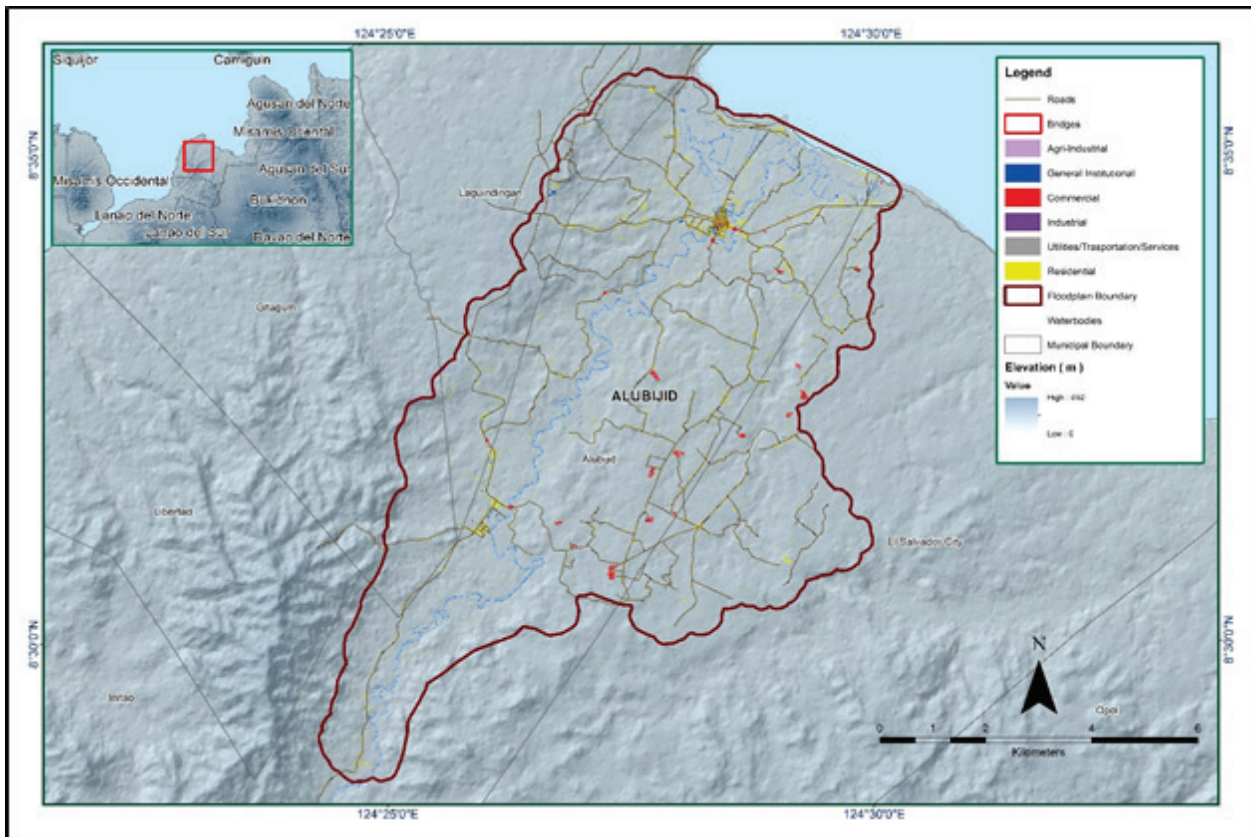 124°25'0"E
124°30'0"E
Siquijor
Camiguin
Agusan del Norte
Misamis Oriental
Agusan del Sur
Misamis Occidental
Bukidnon
Lanao del Norte
Lanao del Sur
Davao del Norte
8°35'0"N
8°35'0"N
Legend
Roads
Bridges
Agri-Industrial
General Institutional
Commercial
Industrial
Utilities/Trasportation/Services
Residential
Floodplain Boundary
Waterbodies
Municipal Boundary
Elevation ( m )
Value
High :
Low :
Laguindingan
Gitagum
ALUBIJID
Alubijid
Libertad
El Salvador City
8°30'0"N
8°30'0"N
Initao
Opol
N
0 1 2 4 6
Kilometers
124°25'0"E
124°30'0"E